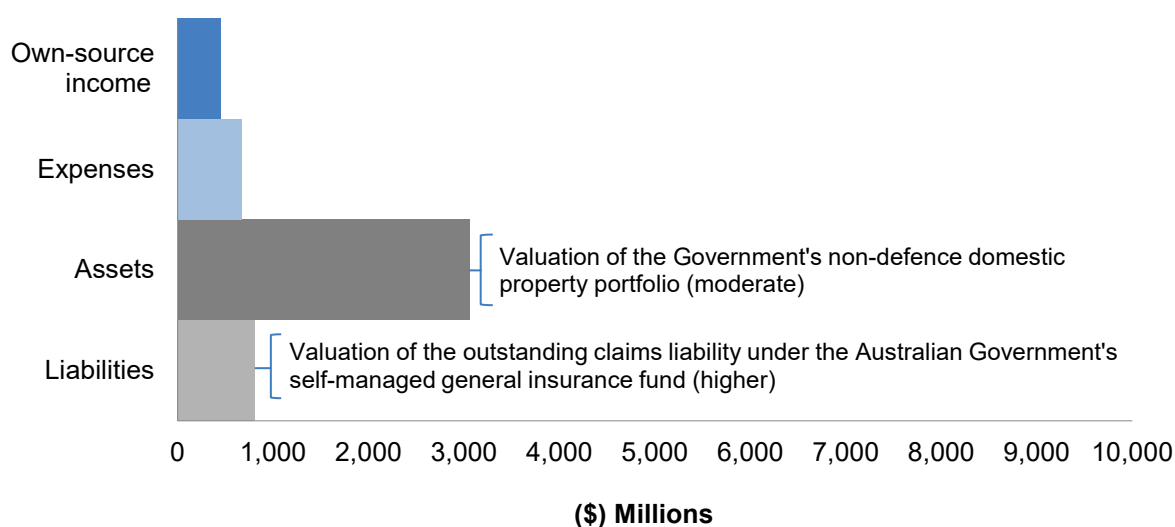 Own-source
income
Expenses
Assets
Valuation of the Government's non-defence domestic
property portfolio (moderate)
Liabilities
Valuation of the outstanding claims liability under the Australian Government's
self-managed general insurance fund (higher)
0 1,000 2,000 3,000 4,000 5,000 6,000 7,000 8,000 9,000 10,000
($) Millions